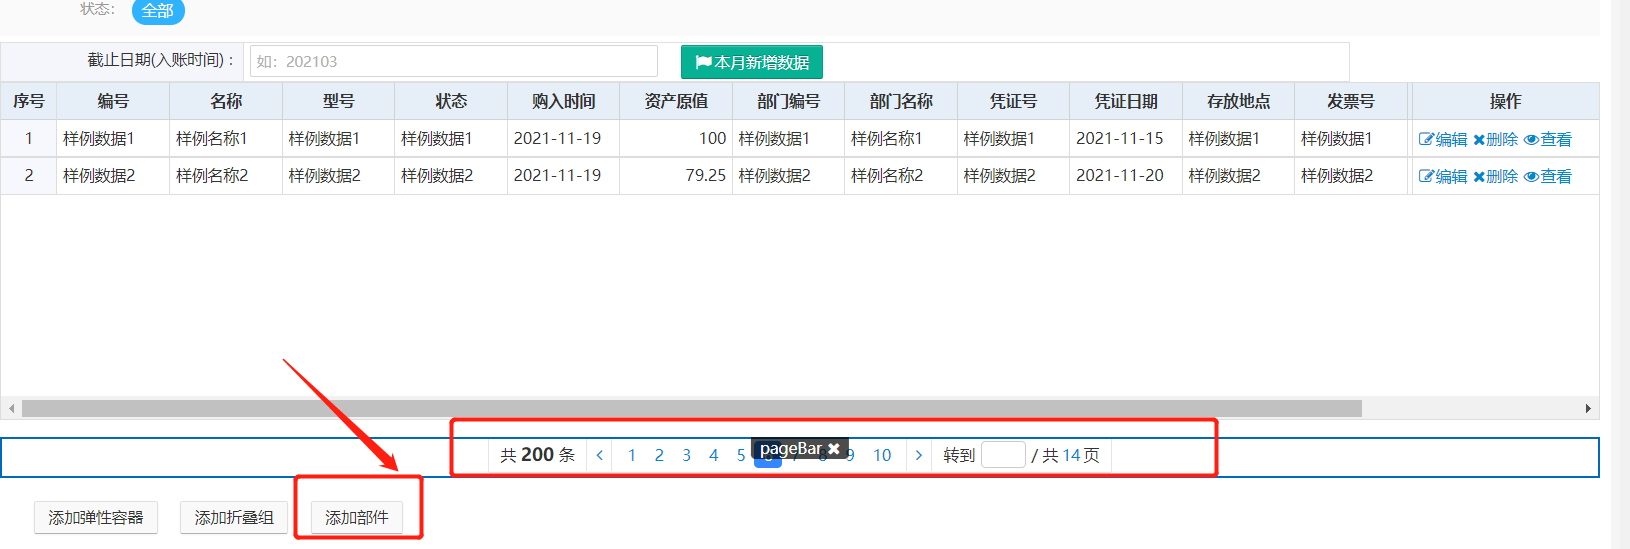 状态： 全部
截止日期(入账时间)： 如：202103 本月新增数据
序号 编号 名称 型号 状态 购入时间 资产原值 部门编号 部门名称 凭证号 凭证日期 存放地点 发票号 操作
1 样例数据1 样例名称1 样例数据1 样例数据1 2021-11-19 100 样例数据1 样例名称1 样例数据1 2021-11-15 样例数据1 样例数据1 编辑 删除 查看
2 样例数据2 样例名称2 样例数据2 样例数据2 2021-11-19 79.25 样例数据2 样例名称2 样例数据2 2021-11-20 样例数据2 样例数据2 编辑 删除 查看
pageBar
共 200 条 1 2 3 4 5 6 7 8 9 10 转到 / 共 14 页
添加弹性容器 添加折叠组 添加部件